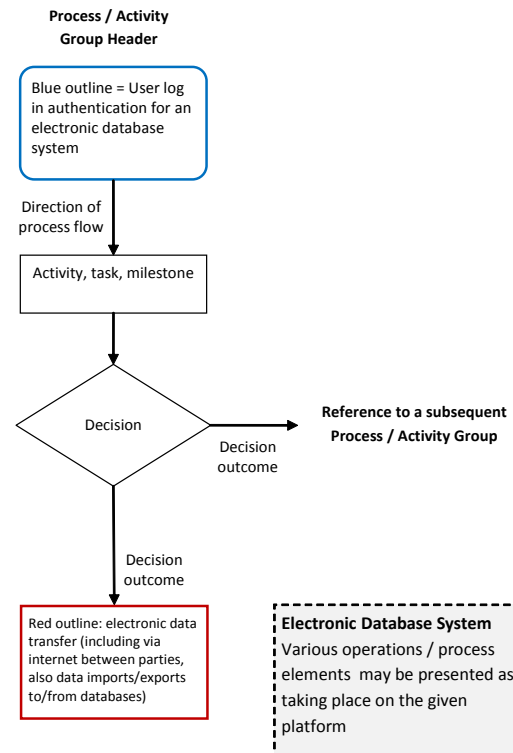 Process / Activity
Group Header
Blue outline = User log
in authentication for an
electronic database
system
Direction of
process flow
Activity, task, milestone
Decision
Decision
outcome
Reference to a subsequent
Process / Activity Group
Decision
outcome
Red outline: electronic data
transfer (including via
internet between parties,
also data imports/exports
to/from databases)
Electronic Database System
Various operations / process
elements may be presented as
taking place on the given
platform